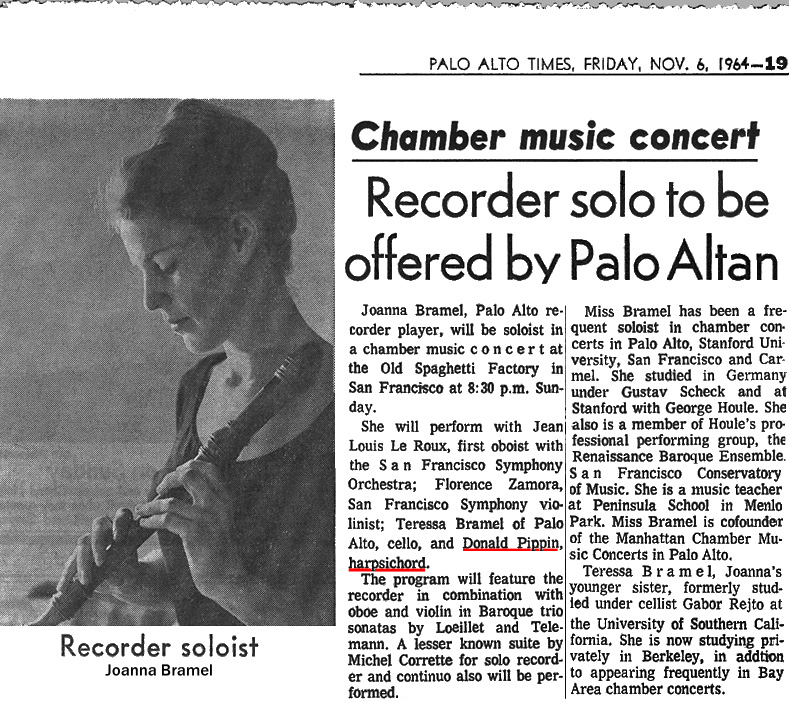 PALO ALTO TIMES, FRIDAY, NOV. 6, 1964—19
Chamber music concert
Recorder solo to be
offered by Palo Altan
Joanna Bramel, Palo Alto re-
corder player, will be soloist in
a chamber music concert at
the Old Spaghetti Factory in
San Francisco at 8:30 p.m. Sun-
day.
She will perform with Jean
Louis Le Roux, first oboist with
the San Francisco Symphony
Orchestra; Florence Zamora,
San Francisco Symphony vio-
linist; Teressa Bramel of Palo
Alto, cello, and Donald Pippin,
harpsichord.
The program will feature the
recorder in combination with
oboe and violin in Baroque trio
sonatas by Loeillet and Tele-
mann. A lesser known suite by
Michel Corrette for solo record-
er and continuo also will be per-
formed.
Miss Bramel has been a fre-
quent soloist in chamber con-
certs in Palo Alto, Stanford Uni-
versity, San Francisco and Car-
mel. She studied in Germany
under Gustav Scheck and at
Stanford with George Houle. She
also is a member of Houle's pro-
fessional performing group, the
Renaissance Baroque Ensemble.
San Francisco Conservatory
of Music. She is a music teacher
at Peninsula School in Menlo
Park. Miss Bramel is cofounder
of the Manhattan Chamber Mu-
sic Concerts in Palo Alto.
Teressa Bramel, Joanna's
younger sister, formerly stud-
ied under cellist Gabor Rejto at
the University of Southern Cali-
fornia. She is now studying pri-
vately in Berkeley, in addtion
to appearing frequently in Bay
Area chamber concerts.
Recorder soloist
Joanna Bramel